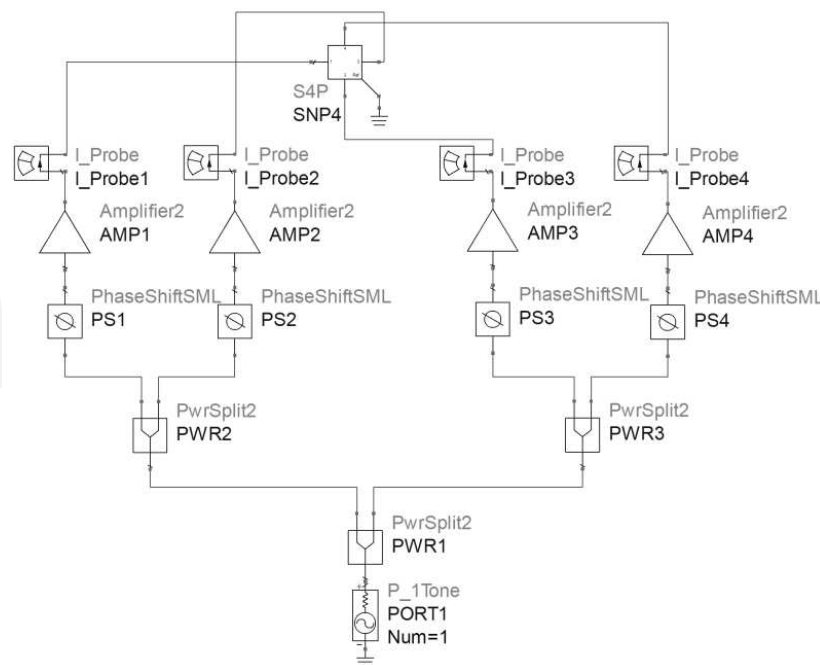 S4P
SNP4
I_Probe
I_Probe1
I_Probe
I_Probe2
I_Probe
I_Probe3
I_Probe
I_Probe4
Amplifier2
AMP1
Amplifier2
AMP2
Amplifier2
AMP3
Amplifier2
AMP4
PhaseShiftSML
PS1
PhaseShiftSML
PS2
PhaseShiftSML
PS3
PhaseShiftSML
PS4
PwrSplit2
PWR2
PwrSplit2
PWR3
PwrSplit2
PWR1
P_1Tone
PORT1
Num=1